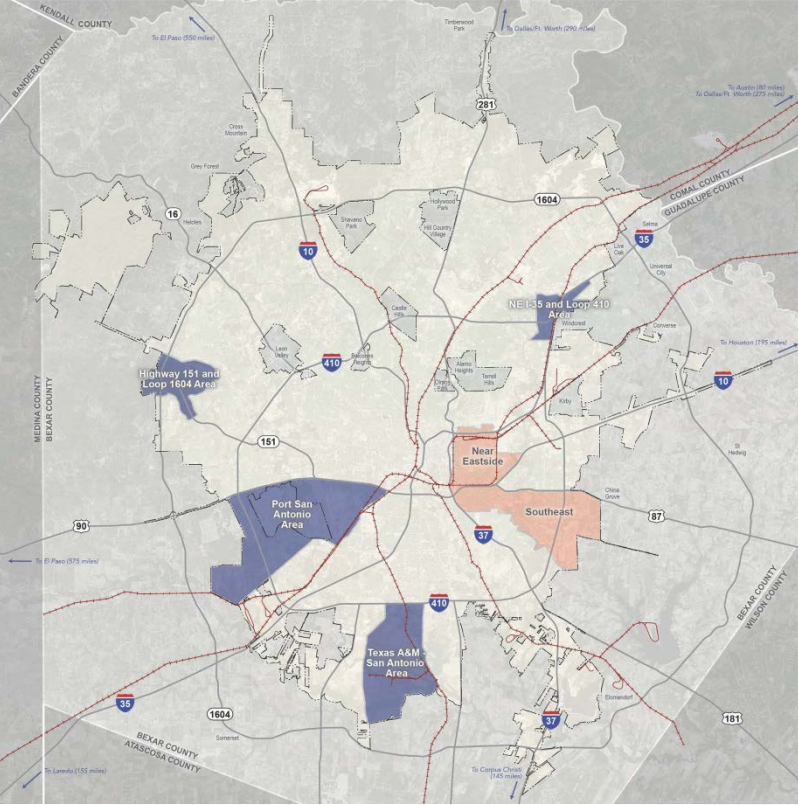 KENDALL COUNTY
BANDERA COUNTY
To El Paso (550 miles)
Timberwood
Park
To Dallas/Ft. Worth (290 miles)
To Austin (80 miles)
To Dallas/Ft. Worth (275 miles)
281
Cross
Mountain
Grey Forest
COMAL COUNTY
GUADALUPE COUNTY
16
Helotes
Shavano
Park
Hollywood
Park
Hill Country
Village
1604
Selma
35
Live
Oak
Universal
City
10
NE I-35 and Loop 410
Area
Windcrest
Castle
Hills
Converse
To Houston (195 miles)
Leon
Valley
410
Balcones
Heights
Alamo
Heights
Olmos
Park
Terrell
Hills
Highway 151 and
Loop 1604 Area
Kirby
10
MEDINA COUNTY
BEXAR COUNTY
151
Near
Eastside
St
Hedwig
Port San
Antonio
Area
Southeast
China
Grove
87
90
37
To El Paso (575 miles)
410
BEXAR COUNTY
WILSON COUNTY
Texas A&M -
San Antonio
Area
Elmendorf
35
1604
37
181
Somerset
BEXAR COUNTY
ATASCOSA COUNTY
To Laredo (155 miles)
To Corpus Christi
(145 miles)